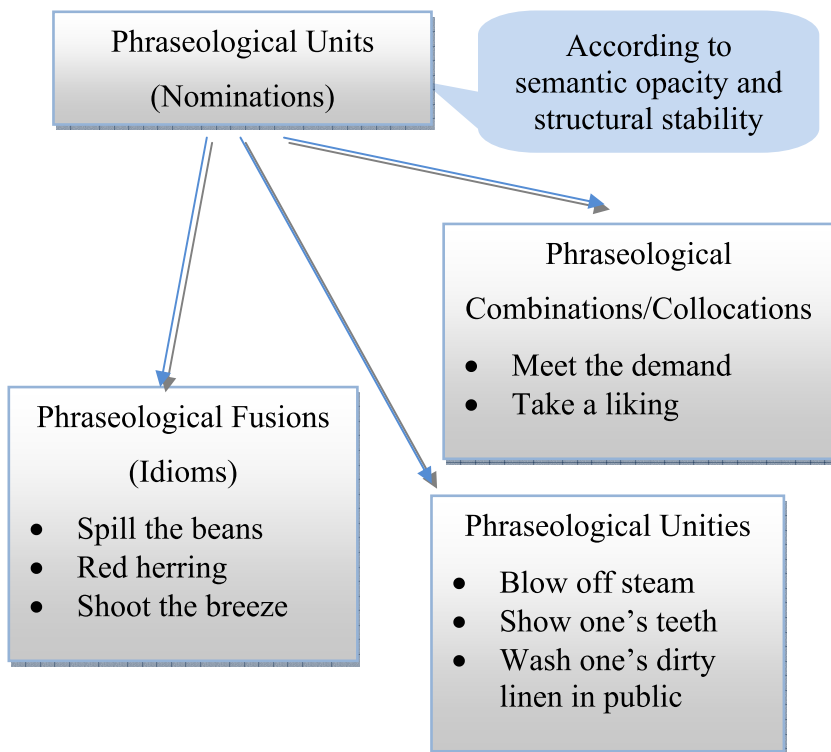 Phraseological Units
(Nominations)
According to
semantic opacity and
structural stability
Phraseological
Combinations/Collocations
• Meet the demand
• Take a liking
Phraseological Fusions
(Idioms)
• Spill the beans
• Red herring
• Shoot the breeze
Phraseological Unities
• Blow off steam
• Show one’s teeth
• Wash one’s dirty
linen in public